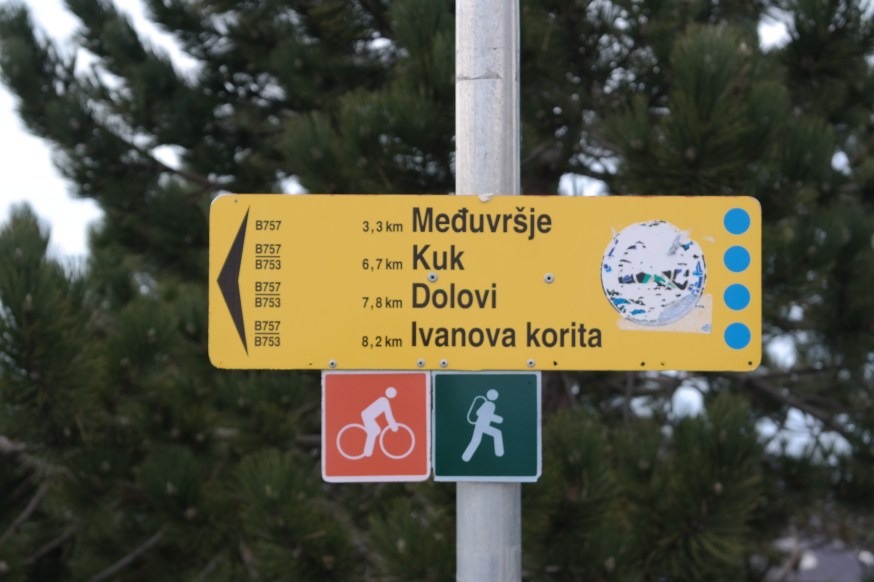 B757 3,3 km Međuvršje
B757
B753 6,7 km Kuk
B757
B753 7,8 km Dolovi
B757
B753 8,2 km Ivanova korita